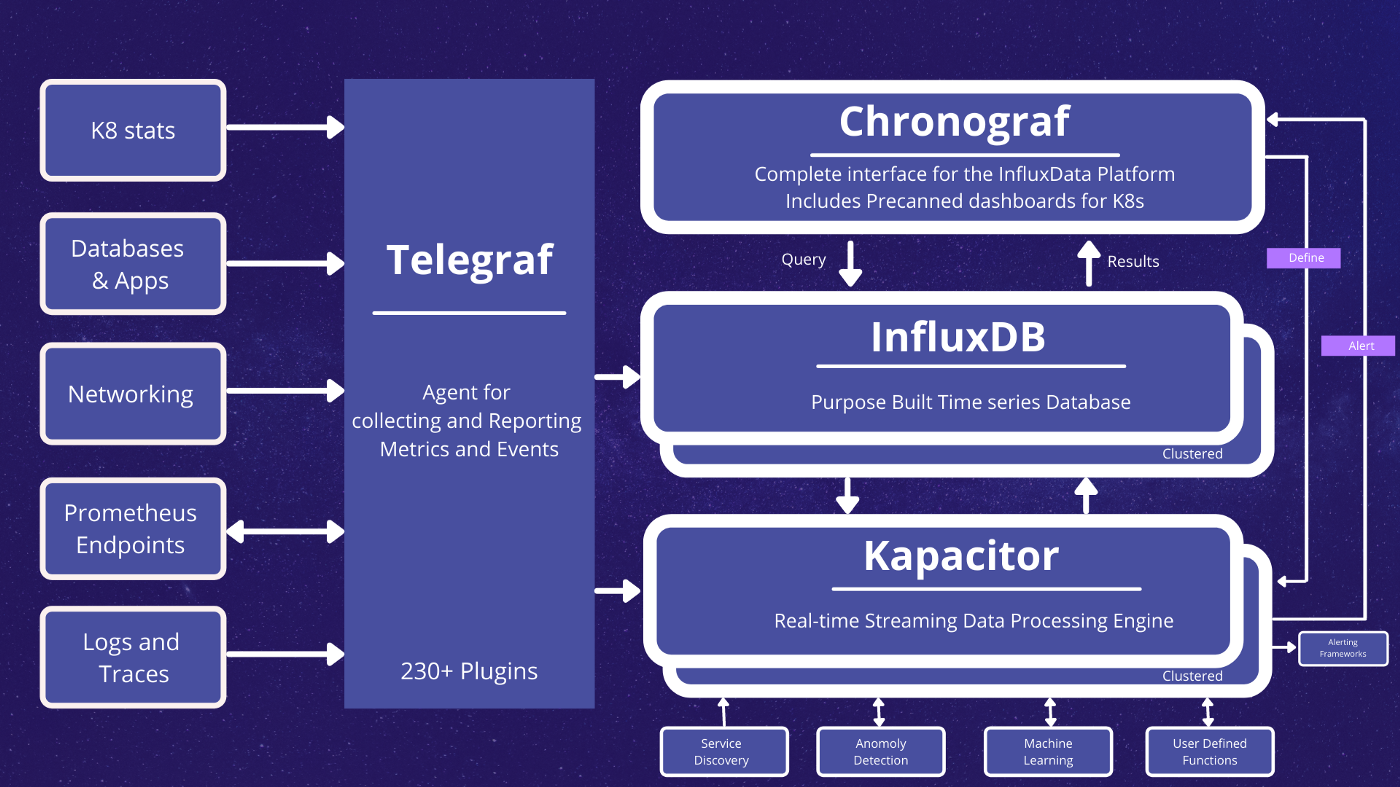 K8 stats
Databases
& Apps
Networking
Prometheus
Endpoints
Logs and
Traces
Telegraf
Agent for
collecting and Reporting
Metrics and Events
230+ Plugins
Chronograf
Complete interface for the InfluxData Platform
Includes Precanned dashboards for K8s
Query
Results
Define
Alert
InfluxDB
Purpose Built Time series Database
Clustered
Kapacitor
Real-time Streaming Data Processing Engine
Clustered
Alerting
Frameworks
Service
Discovery
Anomoly
Detection
Machine
Learning
User Defined
Functions